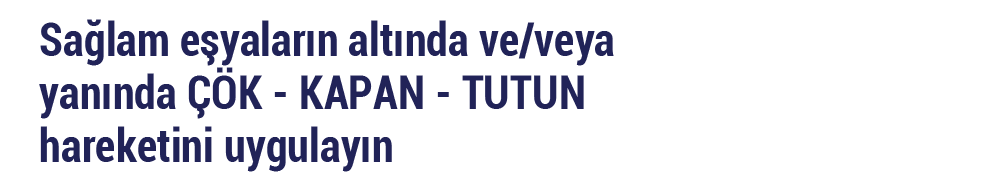 Sağlam eşyaların altında ve/veya
yanında ÇÖK - KAPAN - TUTUN
hareketini uygulayın